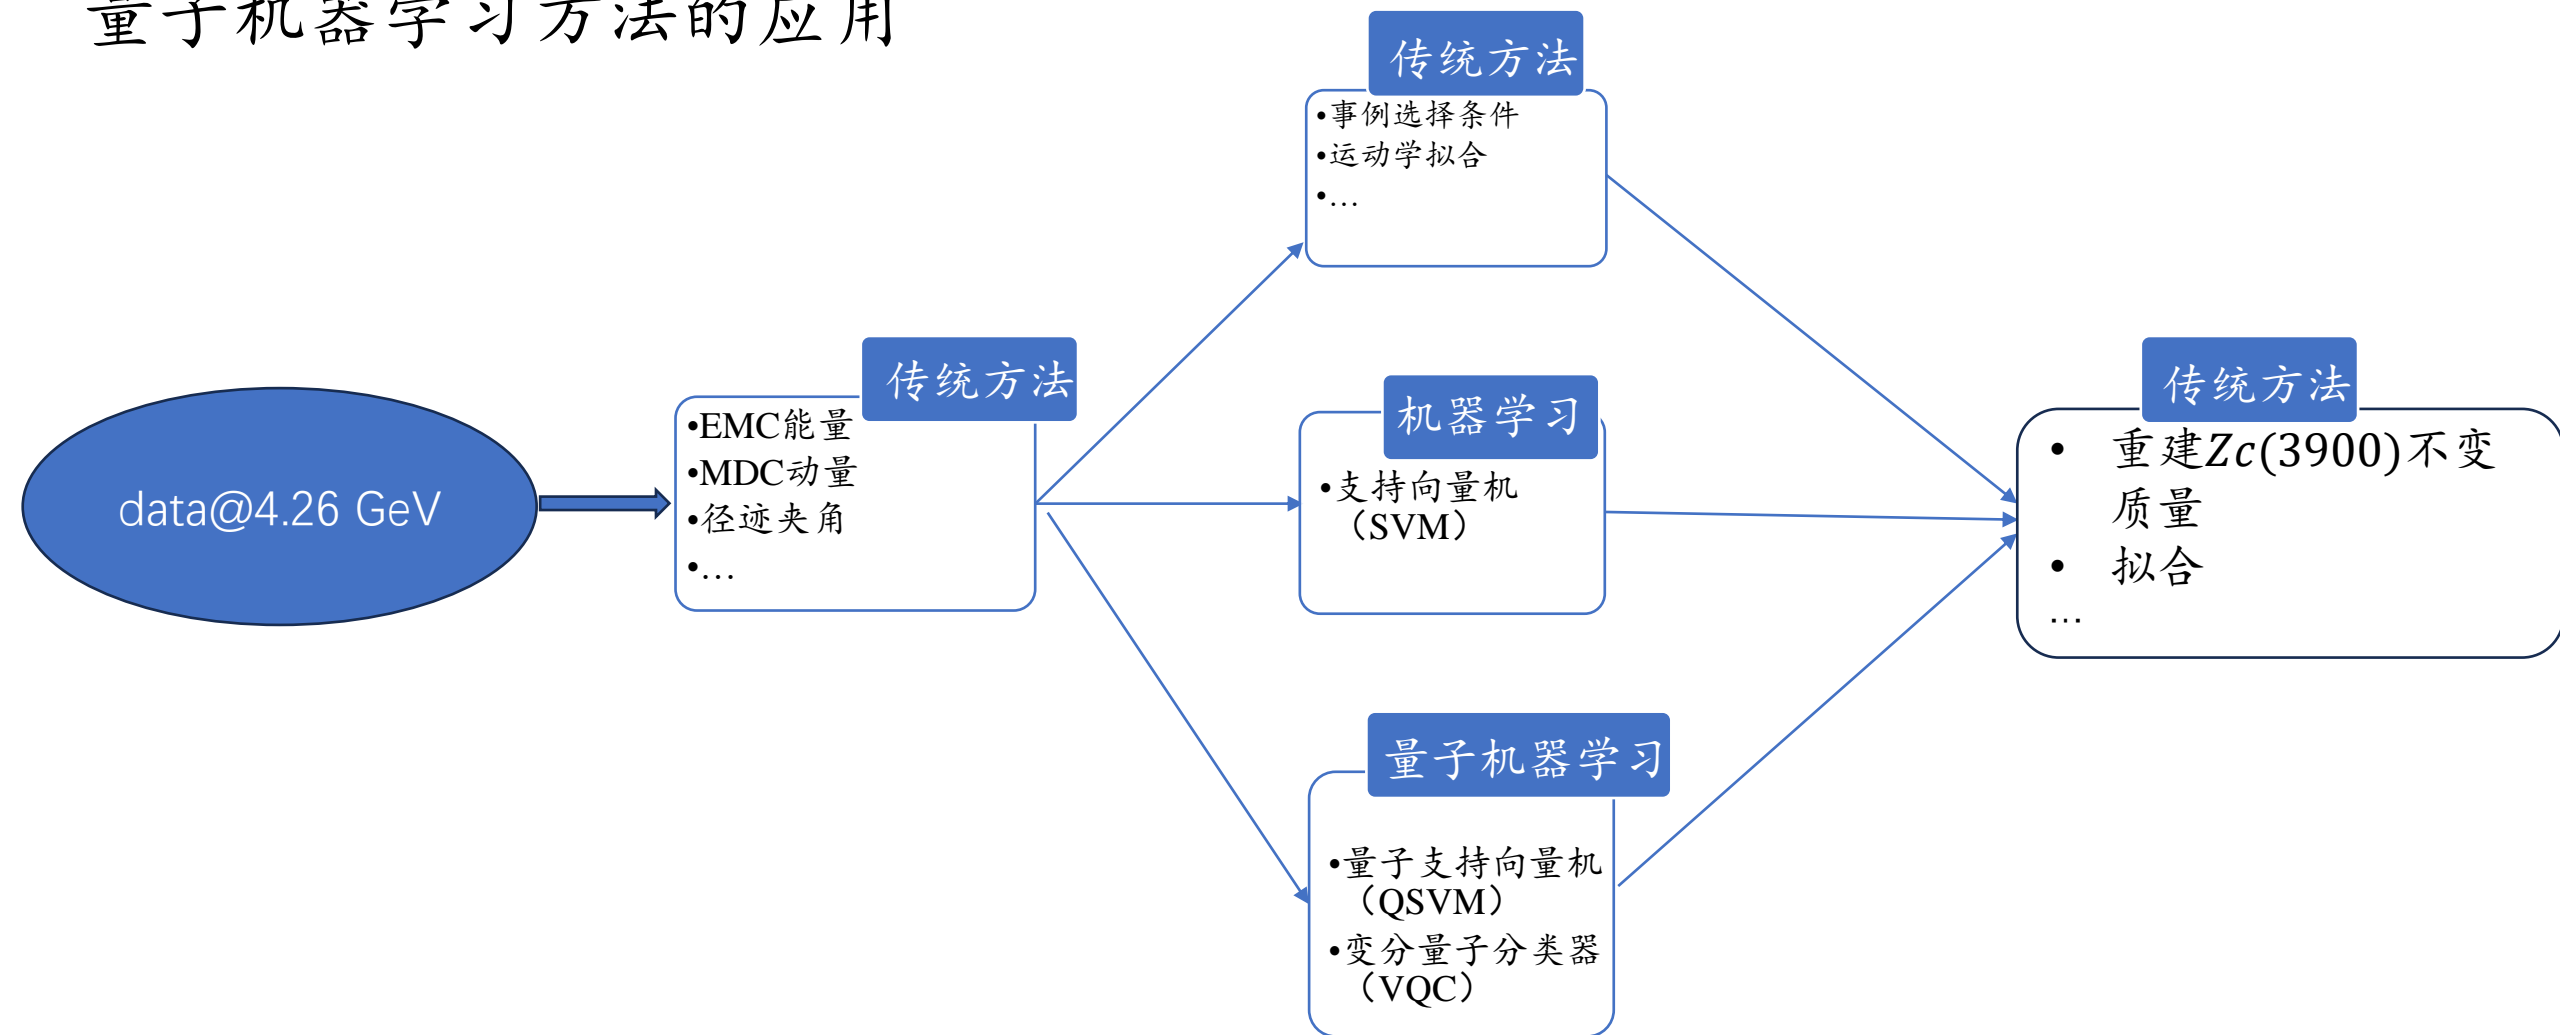 量子机器学习方法的应用
data@4.26 GeV
传统方法
•EMC能量
•MDC动量
•径迹夹角
•…
传统方法
•事例选择条件
•运动学拟合
•…
机器学习
•支持向量机
（SVM）
量子机器学习
•量子支持向量机
（QSVM）
•变分量子分类器
（VQC）
传统方法
• 重建Zc(3900)不变
质量
• 拟合
…